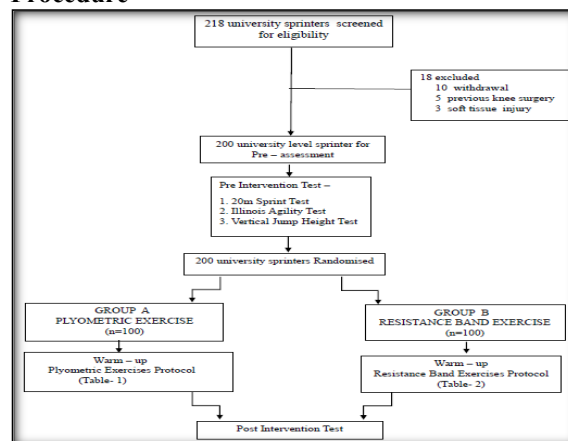 Procedure
218 university sprinters screened
for eligibility
18 excluded
10 withdrawal
5 previous knee surgery
3 soft tissue injury
200 university level sprinter for
Pre – assessment
Pre Intervention Test –
1. 20m Sprint Test
2. Illinois Agility Test
3. Vertical Jump Height Test
200 university sprinters Randomised
GROUP A
PLYOMETRIC EXERCISE
(n=100)
GROUP B
RESISTANCE BAND EXERCISE
(n=100)
Warm – up
Plyometric Exercises Protocol
(Table- 1)
Warm – up
Resistance Band Exercises Protocol
(Table- 2)
Post Intervention Test